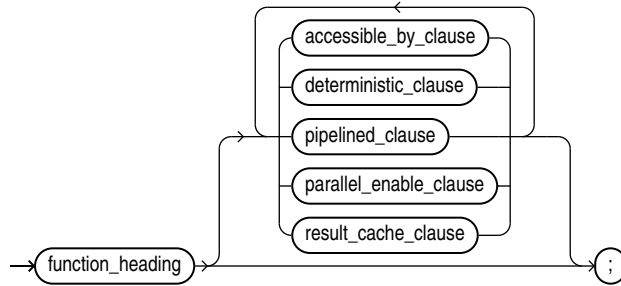 accessible_by_clause
deterministic_clause
pipelined_clause
parallel_enable_clause
result_cache_clause
function_heading ;